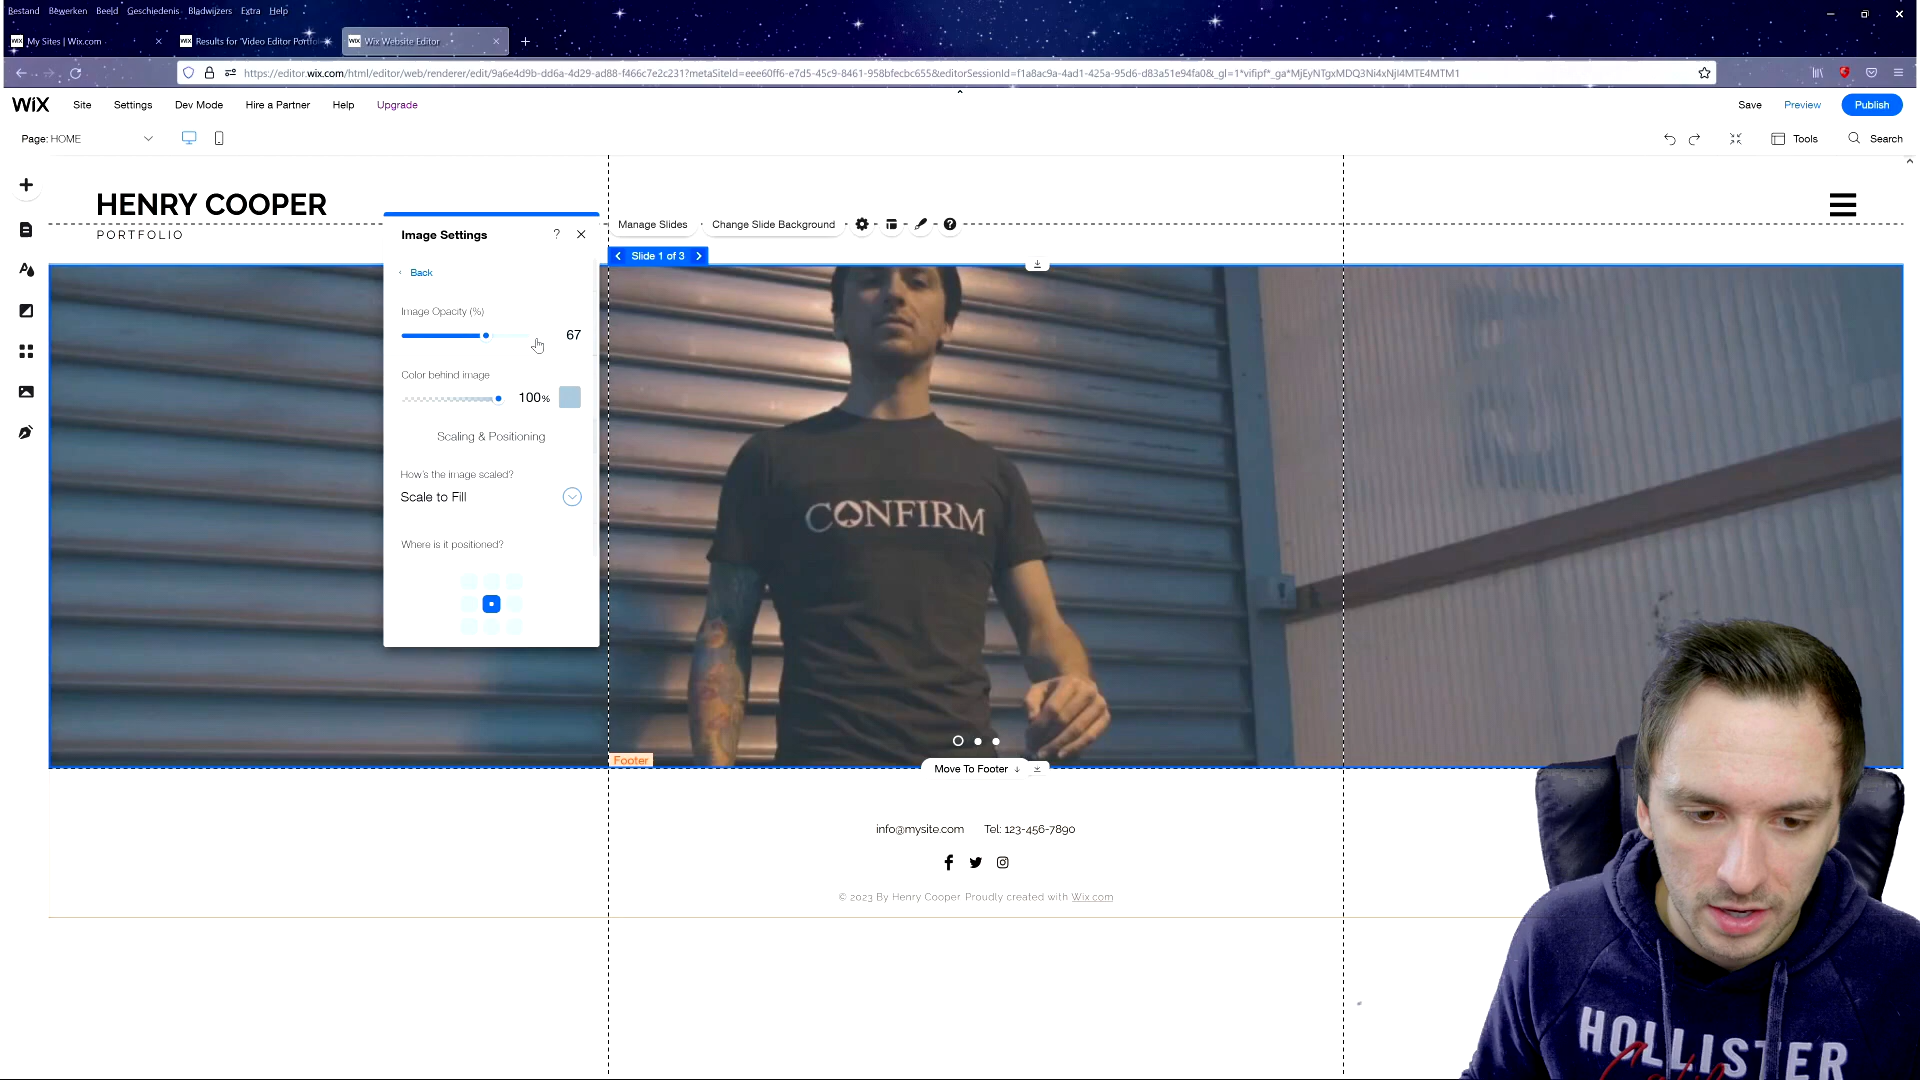 Bestand Bewerken Beeld Geschiedenis Bladwijzers Extra Help
WiX My Sites | Wix.com
WiX Results for "Video Editor Portfo
WiX Wix Website Editor
https://editor.wix.com/html/editor/web/renderer/edit/9a6e4d9b-dd6a-4d29-ad88-f466c7e2c231?metaSiteId=eee60ff6-e7d5-45c9-8461-958bfecbc655&editorSessionId=f1a8ac9a-4ad1-425a-95d6-d83a51e94fa0&_gl=1*vifipf*_ga*MjEyNTgxMDQ3Ni4xNjI4MTE4MTM1
WiX Site Settings Dev Mode Hire a Partner Help Upgrade Save Preview Publish
Page: HOME Tools Search
HENRY COOPER
PORTFOLIO
Manage Slides Change Slide Background
Slide 1 of 3
Image Settings ?
Back
Image Opacity (%)
67
Color behind image
100%
Scaling & Positioning
How's the image scaled?
Scale to Fill
Where is it positioned?
CONFIRM
Footer
Move To Footer
info@mysite.com Tel: 123-456-7890
© 2023 By Henry Cooper Proudly created with Wix.com
HOLLISTER